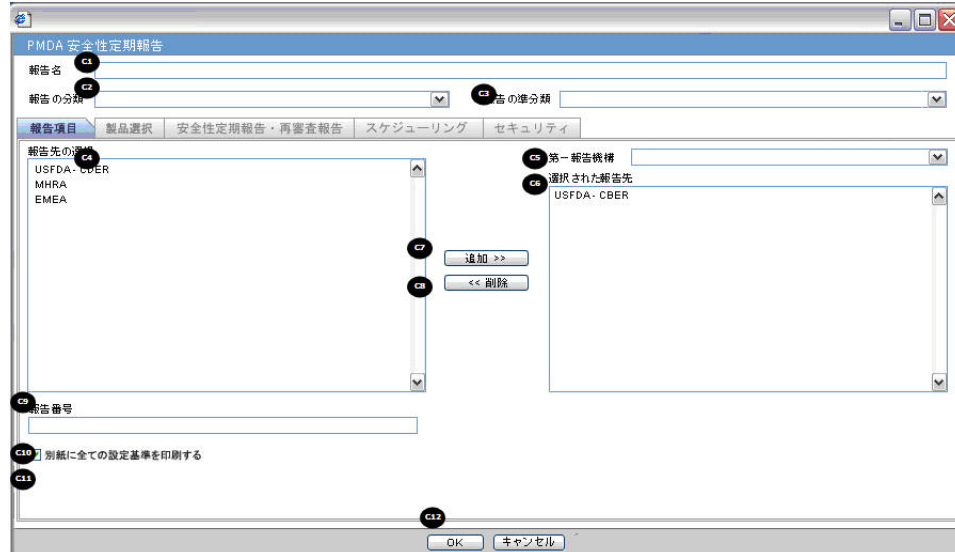 PMDA 安全性定期報告
C1
報告名
C2
報告の分類
C3
告の準分類
報告項目 製品選択 安全性定期報告・再審査報告 スケジューリング セキュリティ
報告先の選 C4
C5 第一報告機構
USFDA- CDER
MHRA
EMEA
C6 選択された報告先
USFDA- CBER
C7
追加 >>
C8
<< 削除
C9
報告番号
C10 別紙に全ての設定基準を印刷する
C11
C12
OK キャンセル